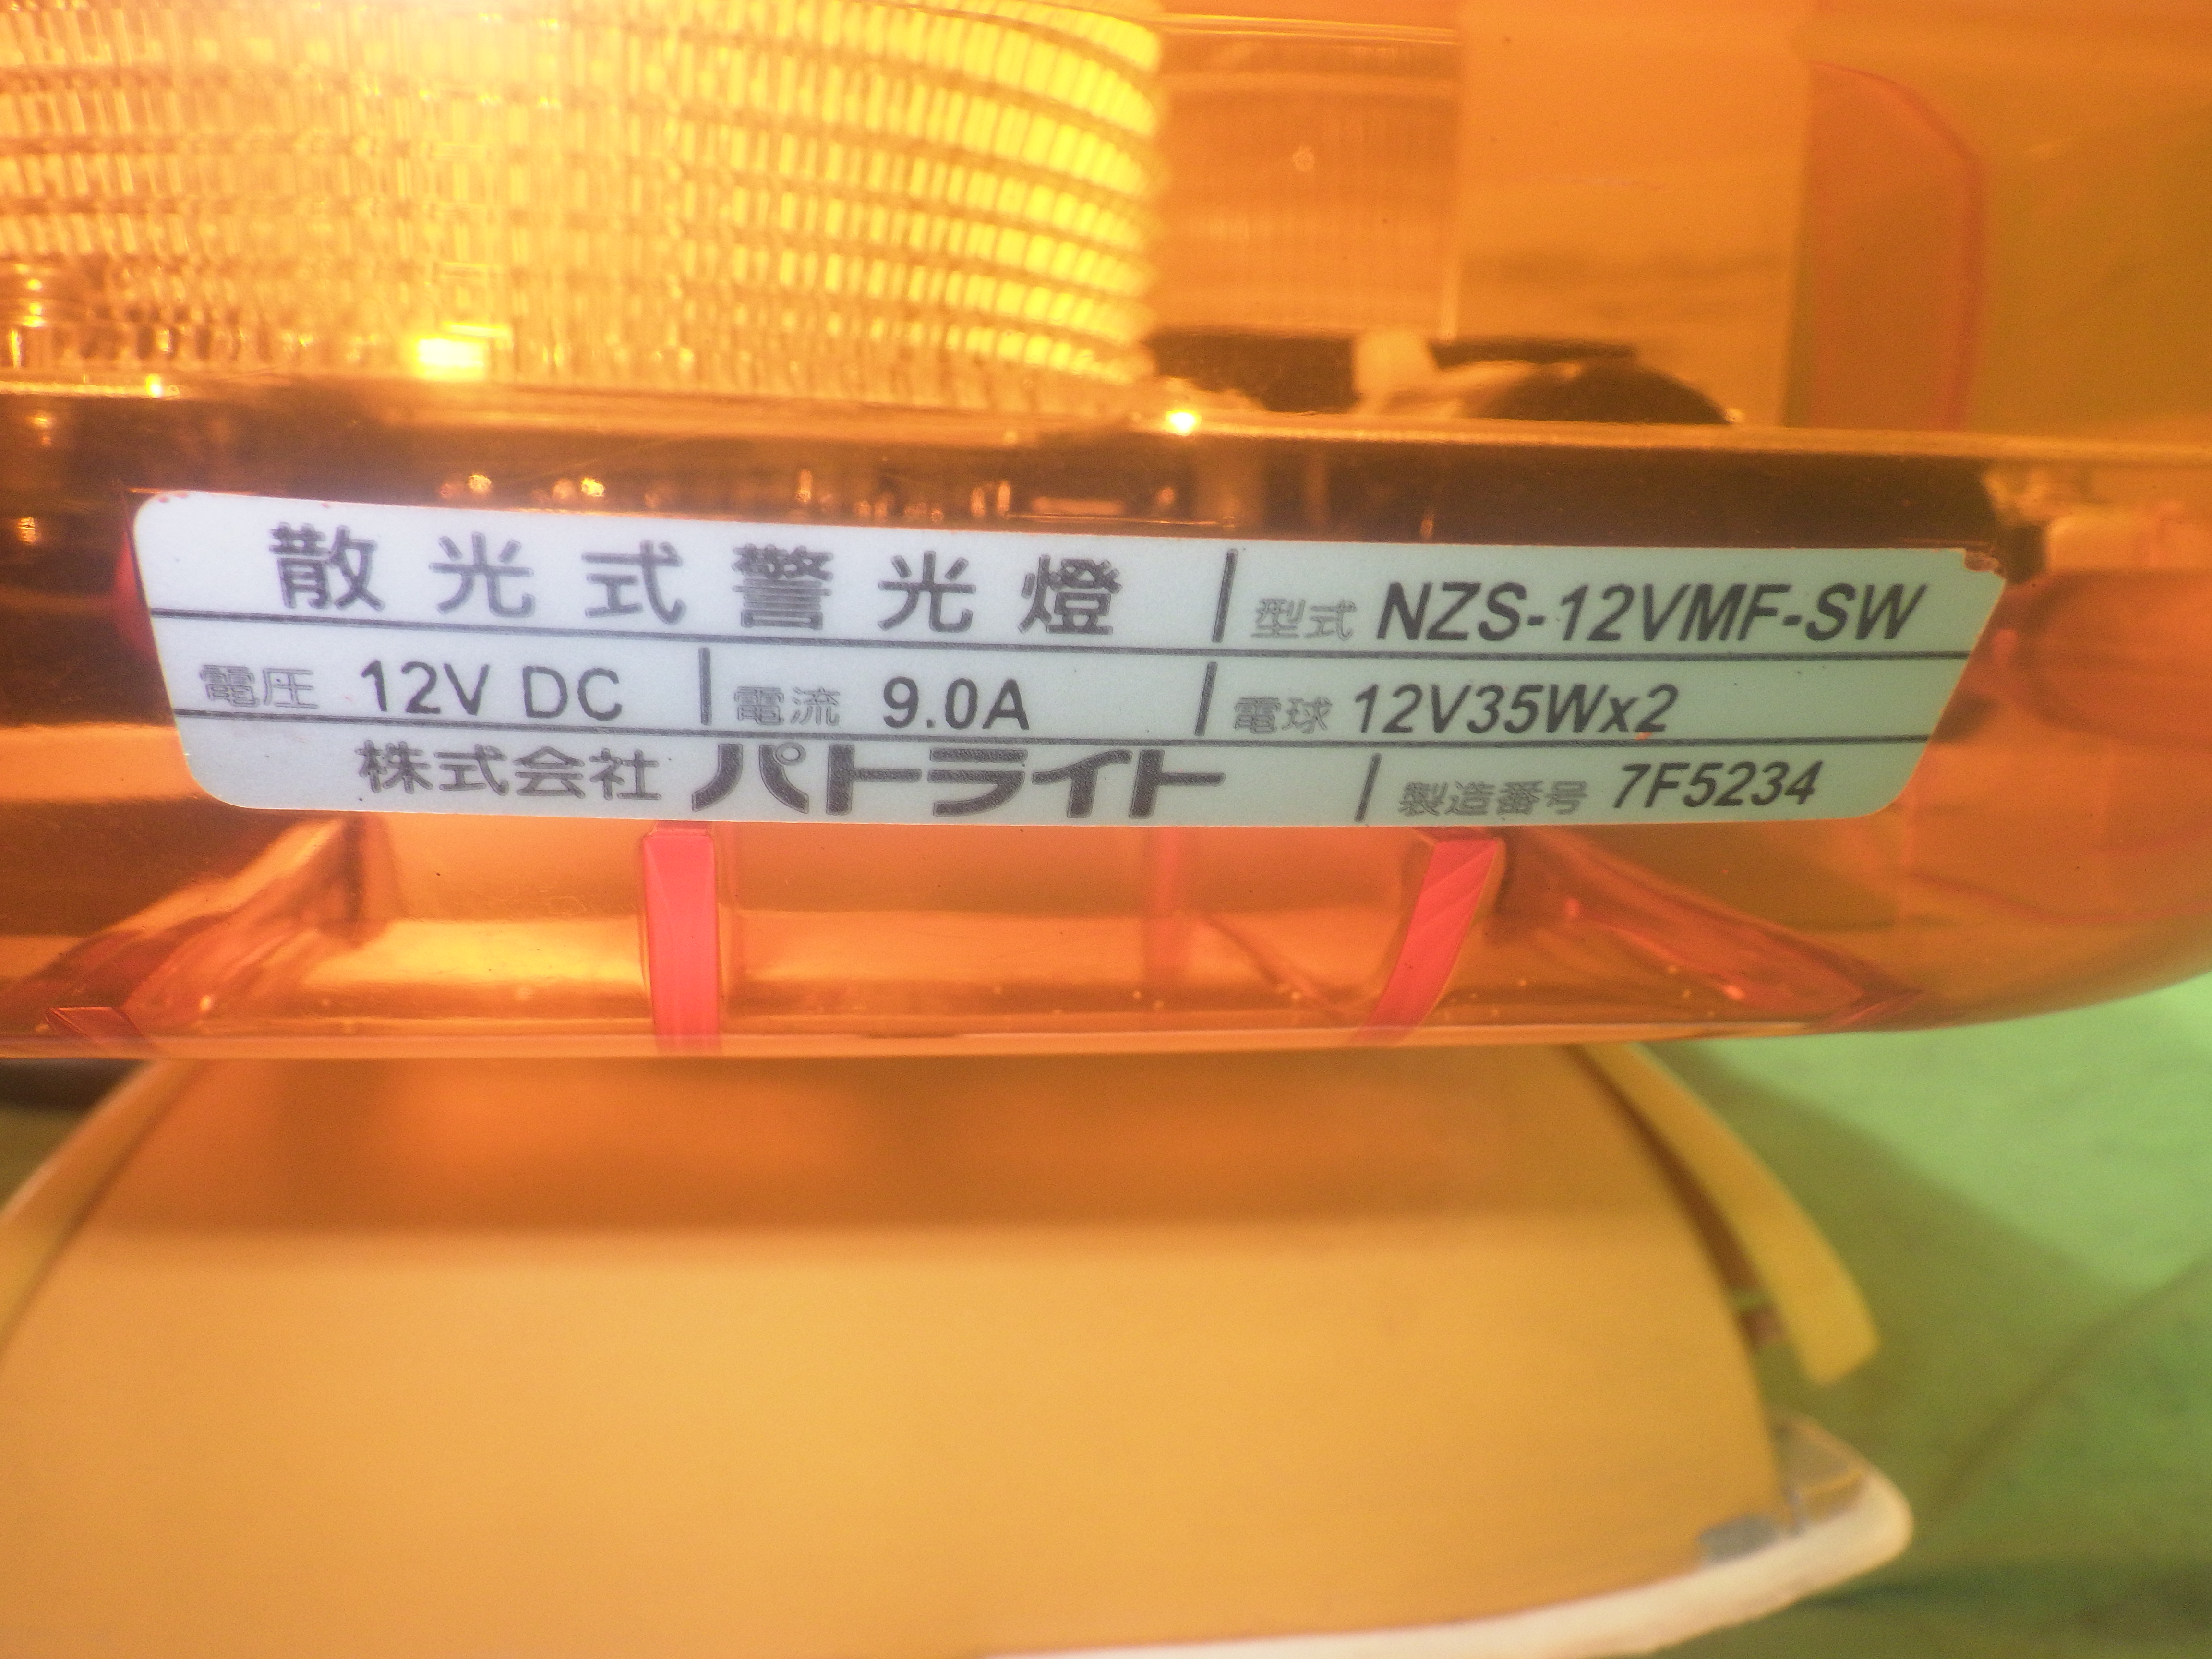 散光式警光燈 型式 NZS-12VMF-SW
電圧 12V DC 電流 9.0A 電球 12V35Wx2
株式会社 パトライト 製造番号 7F5234